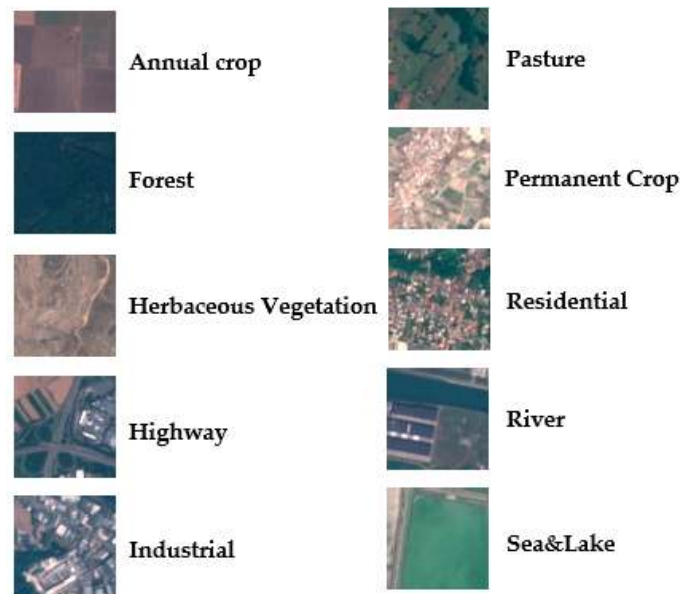 Annual crop
Forest
Herbaceous Vegetation
Highway
Industrial
Pasture
Permanent Crop
Residential
River
Sea&Lake